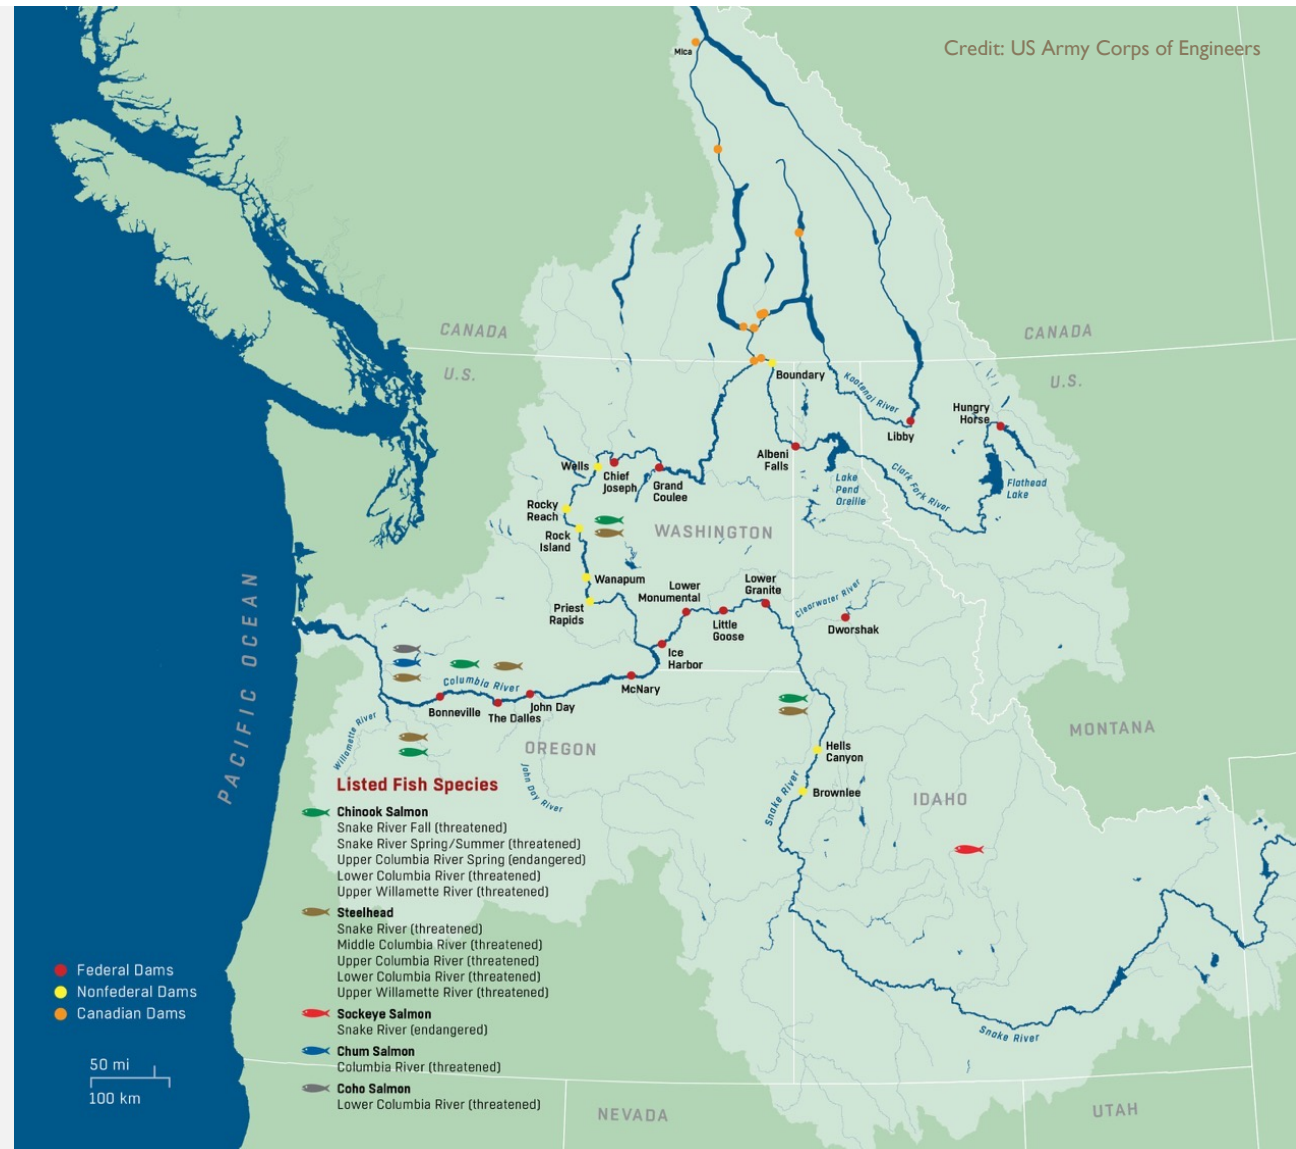 Credit: US Army Corps of Engineers
Mica
CANADA
U.S.
CANADA
U.S.
Boundary
Kootenai River
Libby
Hungry
Horse
Albeni
Falls
Lake
Pend
Oreille
Clark Fork River
Flathead
Lake
Wells
Chief
Joseph
Grand
Coulee
Rocky
Reach
Rock
Island
WASHINGTON
Wanapum
Priest
Rapids
Lower
Monumental
Little
Goose
Lower
Granite
Clearwater River
Dworshak
Ice
Harbor
McNary
PACIFIC OCEAN
Columbia River
Bonneville
The Dalles
John Day
Willamette River
OREGON
John Day River
Hells
Canyon
Brownlee
Snake River
IDAHO
MONTANA
Snake River
NEVADA
UTAH
Listed Fish Species
Chinook Salmon
Snake River Fall (threatened)
Snake River Spring/Summer (threatened)
Upper Columbia River Spring (endangered)
Lower Columbia River (threatened)
Upper Willamette River (threatened)
Steelhead
Snake River (threatened)
Middle Columbia River (threatened)
Upper Columbia River (threatened)
Lower Columbia River (threatened)
Upper Willamette River (threatened)
Sockeye Salmon
Snake River (endangered)
Chum Salmon
Columbia River (threatened)
Coho Salmon
Lower Columbia River (threatened)
Federal Dams
Nonfederal Dams
Canadian Dams
50 mi
100 km